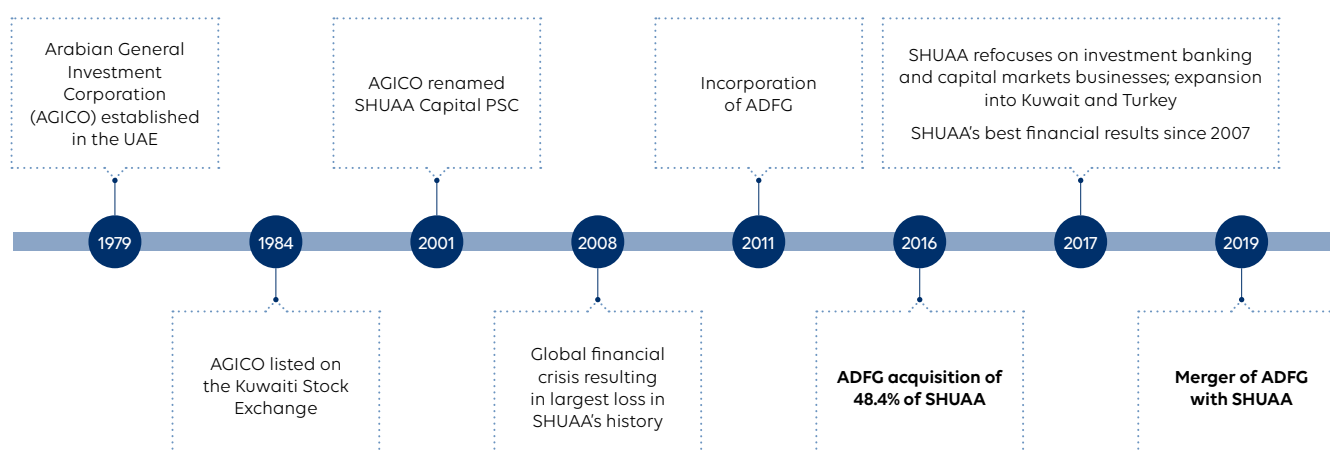 Arabian General
Investment
Corporation
(AGICO) established
in the UAE
AGICO renamed
SHUAA Capital PSC
Incorporation
of ADFG
SHUAA refocuses on investment banking
and capital markets businesses; expansion
into Kuwait and Turkey
SHUAA's best financial results since 2007
1979
1984
2001
2008
2011
2016
2017
2019
AGICO listed on
the Kuwaiti Stock
Exchange
Global financial
crisis resulting
in largest loss in
SHUAA's history
ADFG acquisition of
48.4% of SHUAA
Merger of ADFG
with SHUAA